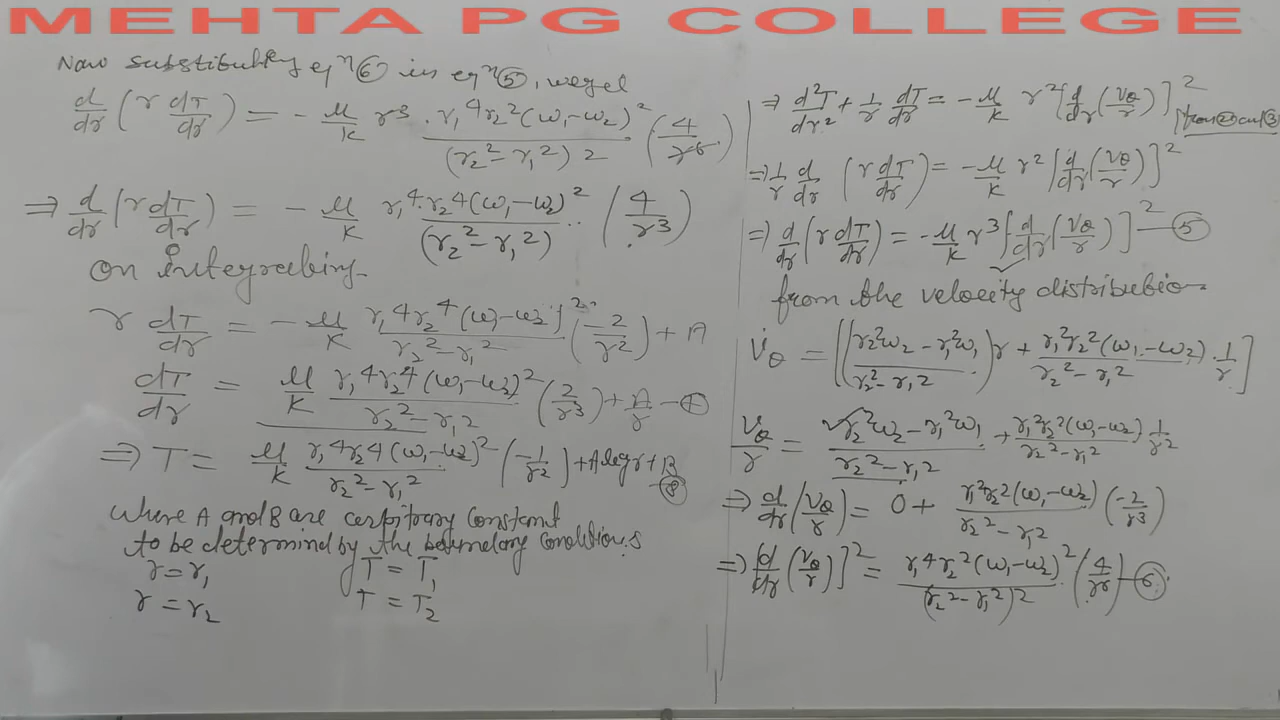 MEHTA PG COLLEGE
Now substituting eqⁿ ⑥ in eqⁿ ⑤, we get
d/dr (r dT/dr) = - μ/k r³ · r₁⁴r₂²(ω₁-ω₂)²/(r₂²-r₁²)2 (4/r⁶)
⇒ d/dr (r dT/dr) = - μ/k r₁⁴·r₂4(ω₁-ω₂)²/(r₂²-r₁²) · (4/r³)
On integrabing
r dT/dr = - μ/k r₁⁴r₂⁴(ω₁-ω₂)²/r₂²-r₁² (-2/r²) + A
dT/dr = μ/k r₁⁴r₂⁴(ω₁-ω₂)²/r₂²-r₁² (2/r³) + A/r - ⑦
⇒ T = μ/k r₁4r₂4(ω₁-ω₂)²/r₂²-r₁² (-1/r²) + A logr + B - ⑧
Where A and B are arbitrary constant
to be determind by the boundary conditions
r = r₁ T = T₁
r = r₂ T = T₂
⇒ d²T/dr² + 1/r dT/dr = - μ/k r²[d/dr(Vθ/r)]² [from ② and ③
⇒ 1/r d/dr (r dT/dr) = - μ/k r² [d/dr(Vθ/r)]²
⇒ d/dr (r dT/dr) = - μ/k r³ [d/dr(Vθ/r)]² - ⑤
from the velocity distribution
Vθ = [(r₂²ω₂ - r₁²ω₁/r₂²-r₁²)r + r₁²r₂²(ω₁-ω₂)/r₂²-r₁² · 1/r]
Vθ/r = r₂²ω₂-r₁²ω₁/r₂²-r₁² + r₁²r₂²(ω₁-ω₂)/r₂²-r₁² 1/r²
⇒ d/dr(Vθ/r) = 0 + r₁²r₂2(ω₁-ω₂)/r₂²-r₁2 (-2/r³)
⇒ [d/dr(Vθ/r)]² = r₁4r₂²(ω₁-ω₂)²/(r₂²-r₁²)2 (4/r⁶) - ⑥